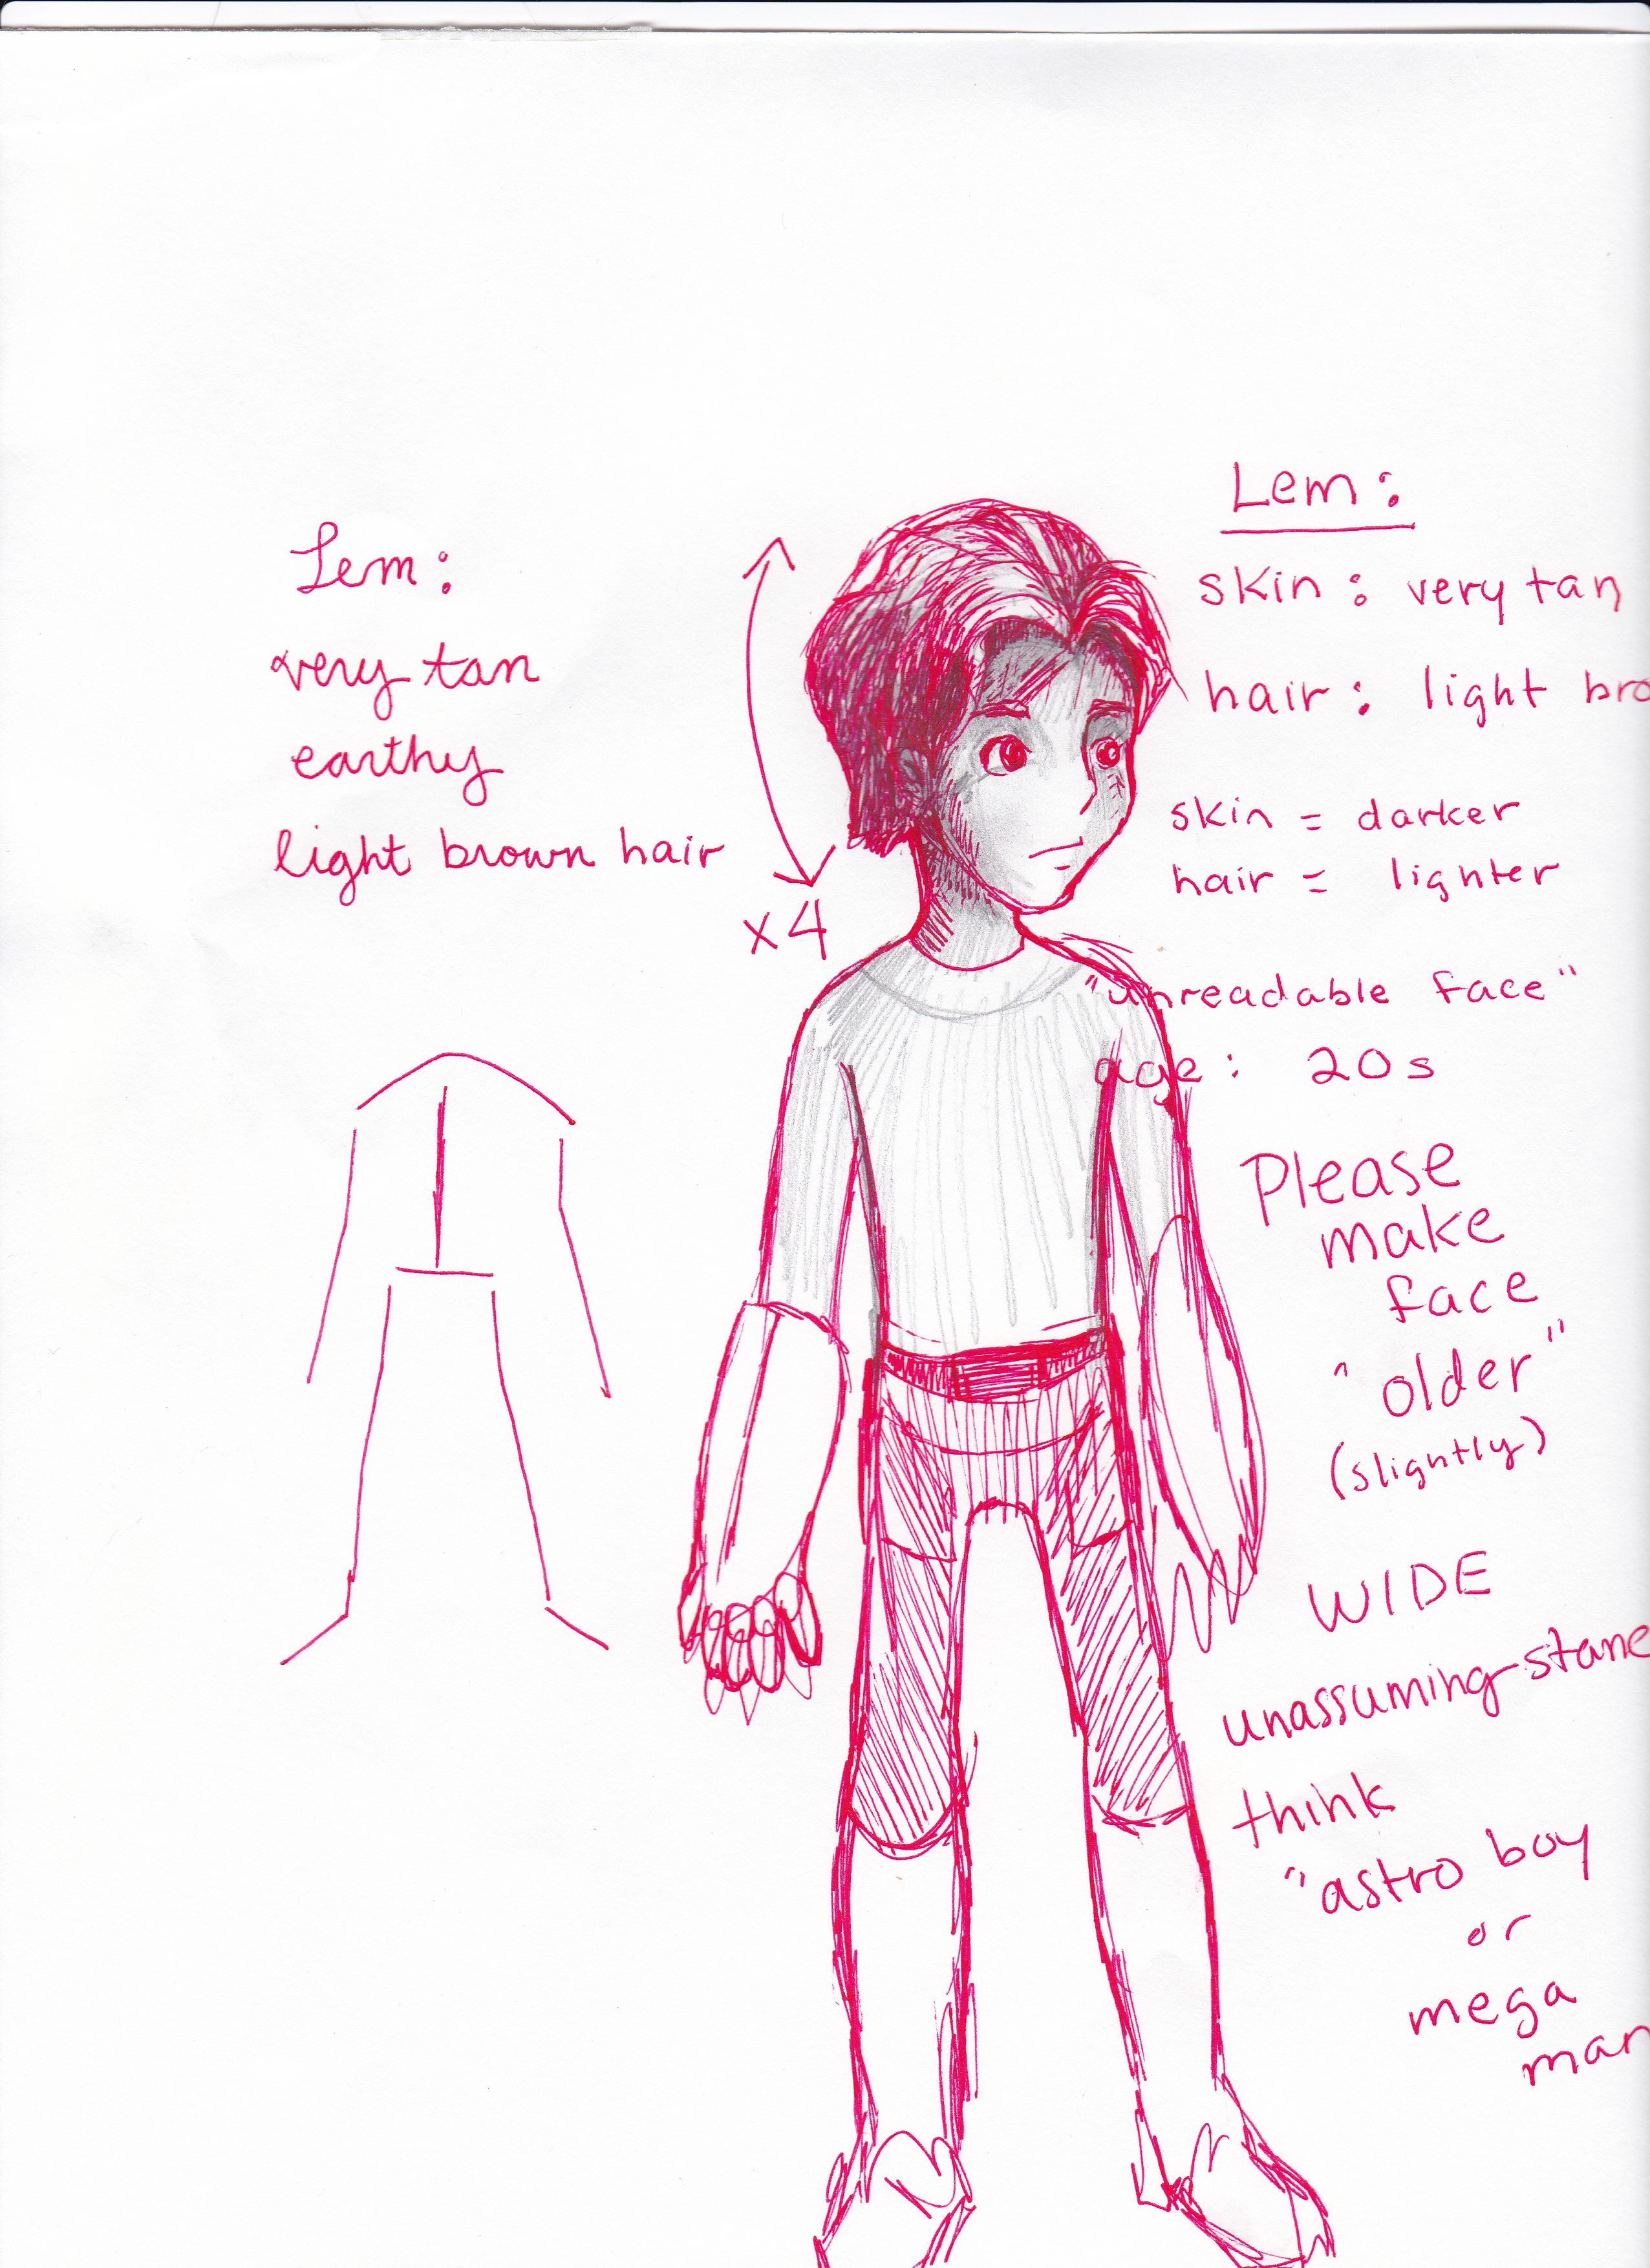 Lem:
very tan
earthy
light brown hair
x4
Lem:
skin: very tan
hair: light bro
skin = darker
hair = lighter
"unreadable face"
age: 20s
Please
make
face
"older"
(slightly)
WIDE
unassuming stane
think
"astro boy
or
mega
man